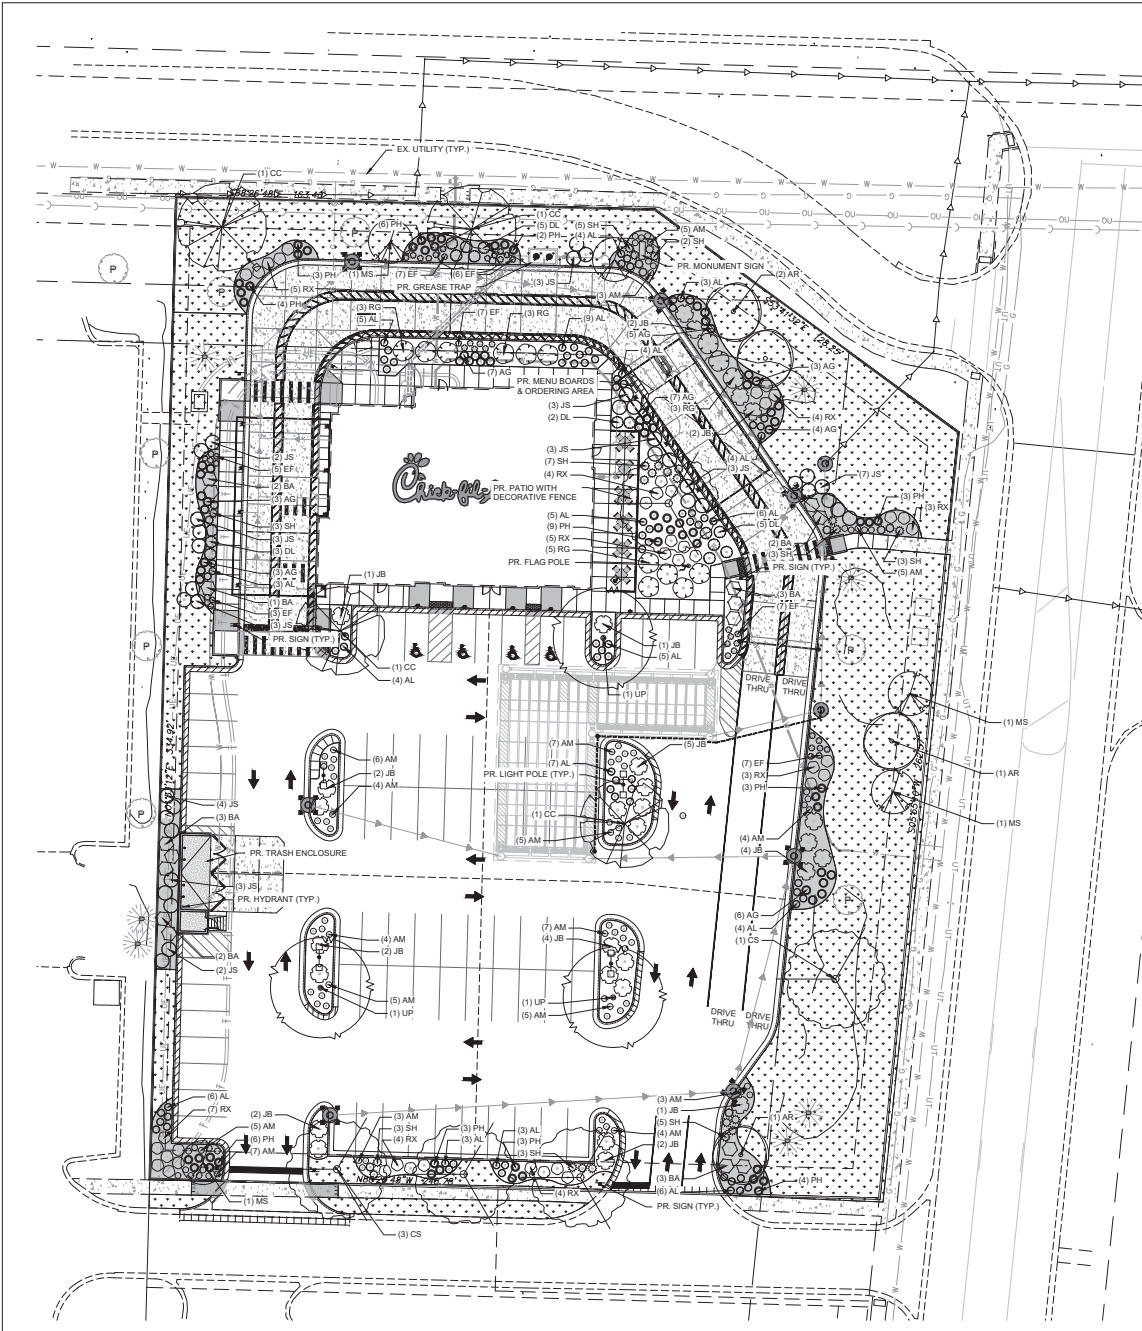 EX. UTILITY (TYP.)
(1) CC
(6) PH
(1) CC
(5) DL
(2) PH
(5) SH
(4) AL
(5) AM
(2) SH
PR. MONUMENT SIGN
(2) AR
(3) PH
(1) MS
(7) EF
(6) EF
(3) JS
(3) AL
(5) RX
PR. GREASE TRAP
(3) AM
(4) PH
(3) RG
(5) AL
(7) EF
(3) RG
(9) AL
(2) JB
(5) AG
(4) AL
S53°41'32"E
128.55'
(7) AG
(3) AG
PR. MENU BOARDS
& ORDERING AREA
(3) JS
(2) DL
(7) AG
(3) RG
(4) RX
(4) AG
(2) JB
(3) JS
(7) SH
(4) RX
(4) AL
(3) JS
(7) JS
Chick-fil-A
PR. PATIO WITH
DECORATIVE FENCE
(2) JS
(5) EF
(2) BA
(3) AG
(3) SH
(3) JS
(3) DL
(3) AG
(3) AL
(1) BA
(3) EF
(3) JS
PR. SIGN (TYP.)
(5) AL
(9) PH
(5) RX
(5) RG
PR. FLAG POLE
(6) AL
(5) DL
(2) BA
(3) SH
PR. SIGN (TYP.)
(3) PH
(3) RX
(3) SH
(5) AM
(3) BA
(7) EF
(1) JB
(1) CC
(4) AL
(1) JB
(5) AL
(1) UP
DRIVE
THRU
DRIVE
THRU
(1) MS
(1) AR
(1) MS
(6) AM
(2) JB
(4) AM
(7) AM
(7) AL
PR. LIGHT POLE (TYP.)
(5) JB
(1) CC
(5) AM
(7) EF
(3) RX
(3) PH
(4) AM
(4) JB
334.92'
(4) JS
(3) BA
PR. TRASH ENCLOSURE
(3) JS
PR. HYDRANT (TYP.)
(2) BA
(2) JS
(6) AG
(4) AL
(1) CS
(4) AM
(2) JB
(5) AM
(1) UP
(7) AM
(4) JB
(1) UP
(5) AM
DRIVE
THRU
DRIVE
THRU
(6) AL
(7) RX
(5) AM
(6) PH
(7) AM
(1) MS
(2) JB
(3) AM
(3) SH
(4) RX
(3) PH
(3) AL
(3) AL
(3) PH
(3) SH
(4) RX
(3) CS
(3) AM
(1) JB
(5) SH
(4) AM
(2) JB
(1) AR
(3) BA
(6) AL
(4) PH
PR. SIGN (TYP.)